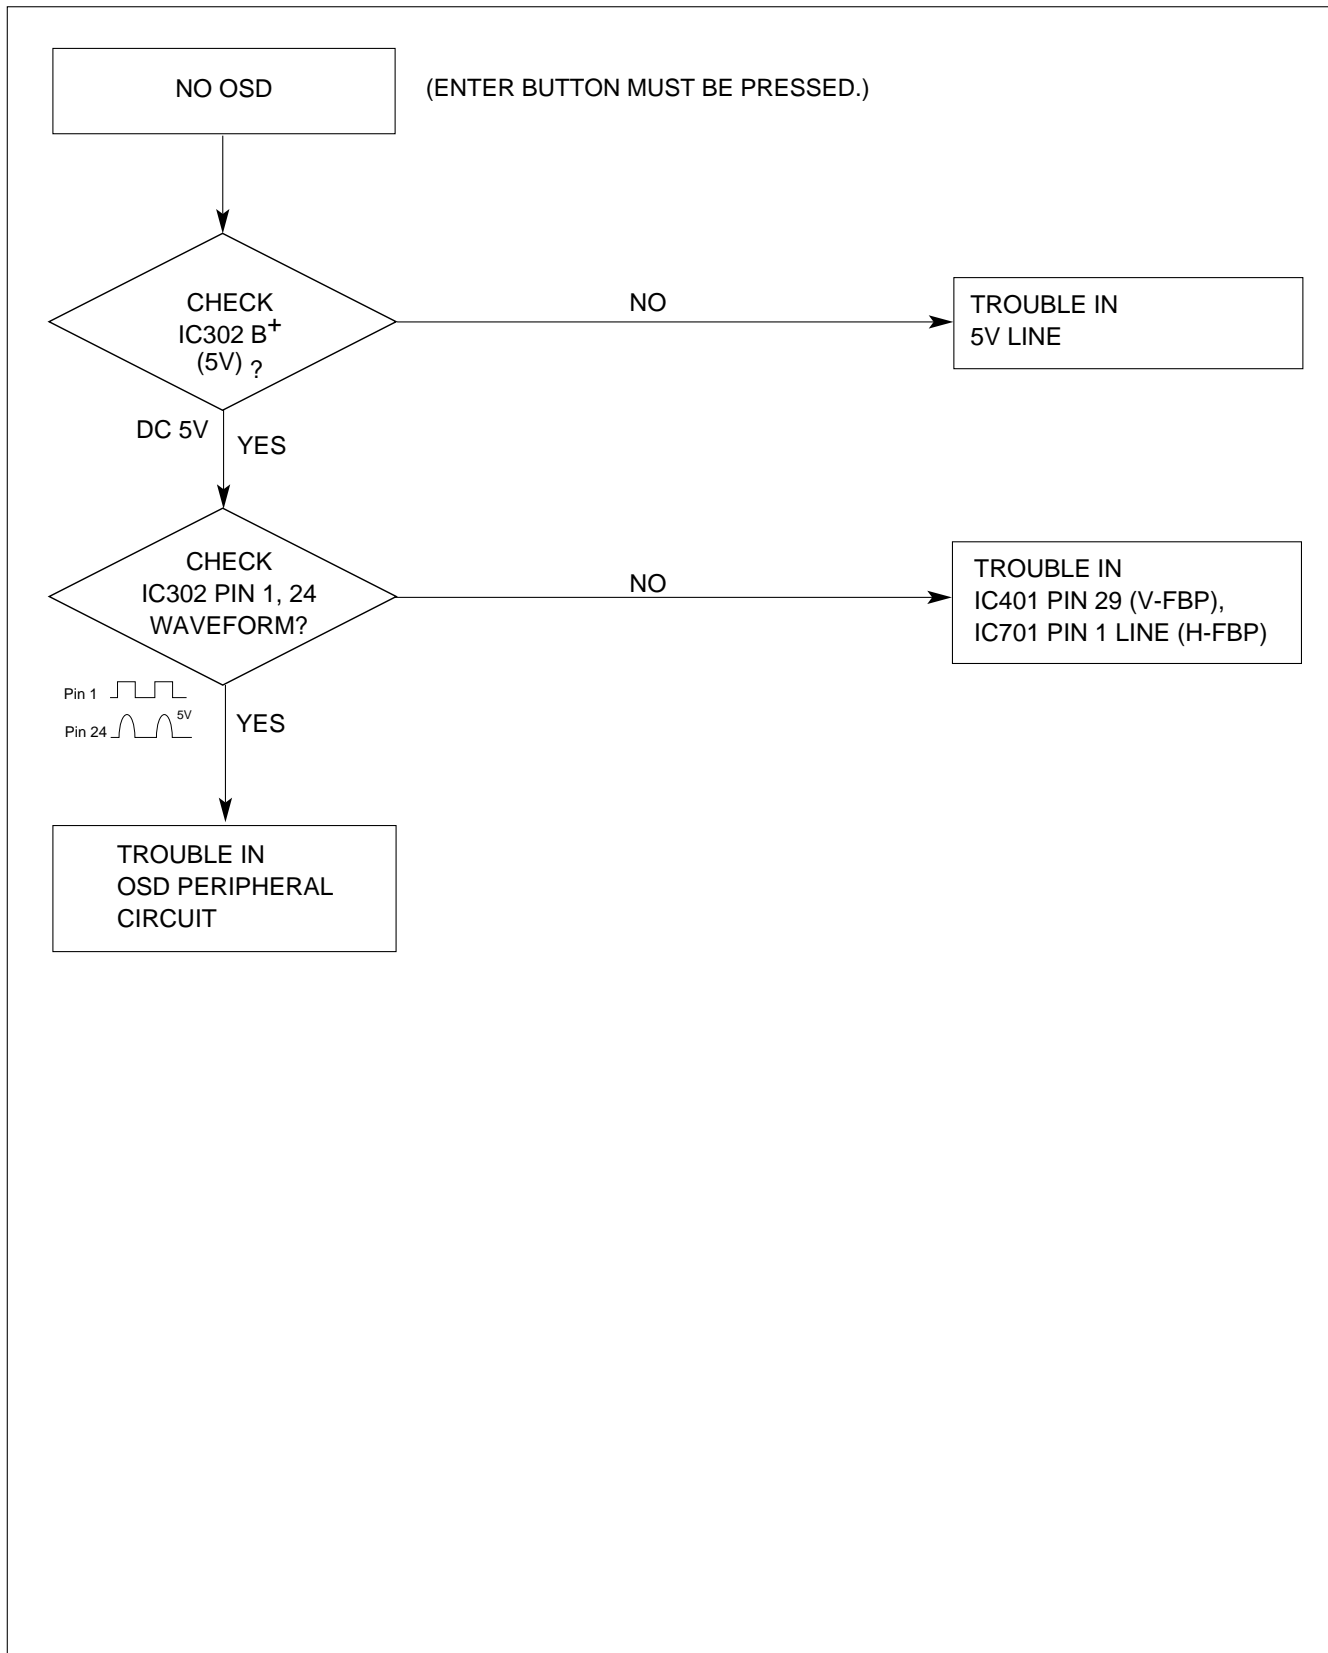 NO OSD
(ENTER BUTTON MUST BE PRESSED.)
CHECK
IC302 B+
(5V) ?
NO
TROUBLE IN
5V LINE
DC 5V
YES
CHECK
IC302 PIN 1, 24
WAVEFORM?
NO
TROUBLE IN
IC401 PIN 29 (V-FBP),
IC701 PIN 1 LINE (H-FBP)
Pin 1
5V
Pin 24
YES
TROUBLE IN
OSD PERIPHERAL
CIRCUIT